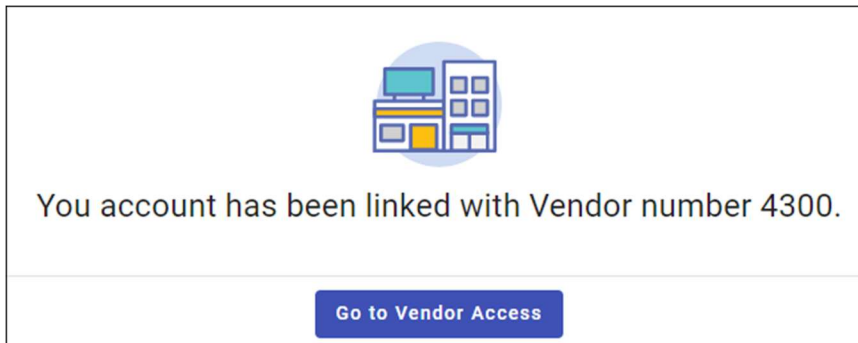 You account has been linked with Vendor number 4300.
Go to Vendor Access